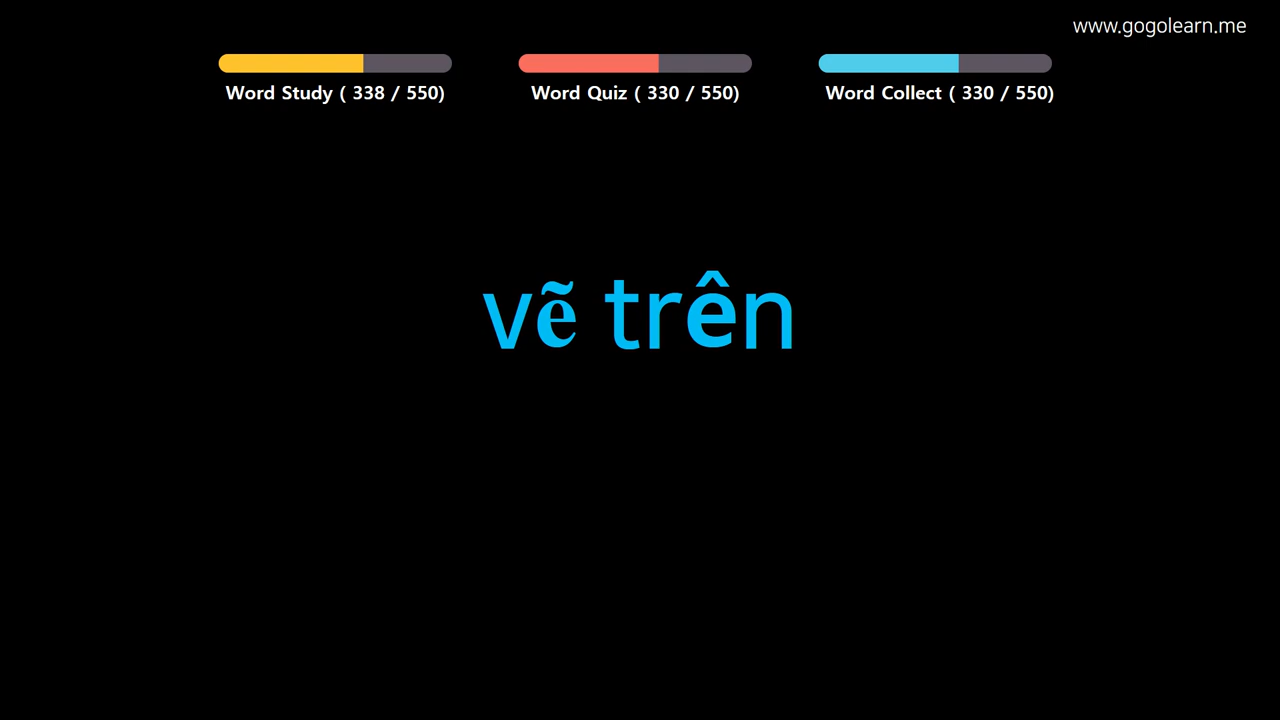 www.gogolearn.me
Word Study ( 338 / 550)
Word Quiz ( 330 / 550)
Word Collect ( 330 / 550)
vẽ trên